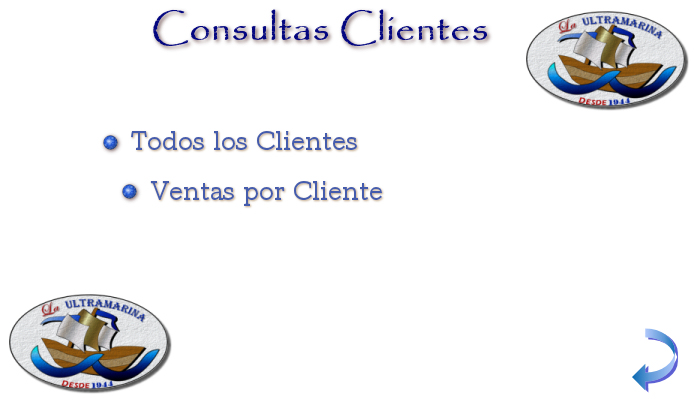 Consultas Clientes
La ULTRAMARINA
DESDE 1944
Todos los Clientes
Ventas por Cliente
La ULTRAMARINA
DESDE 1944